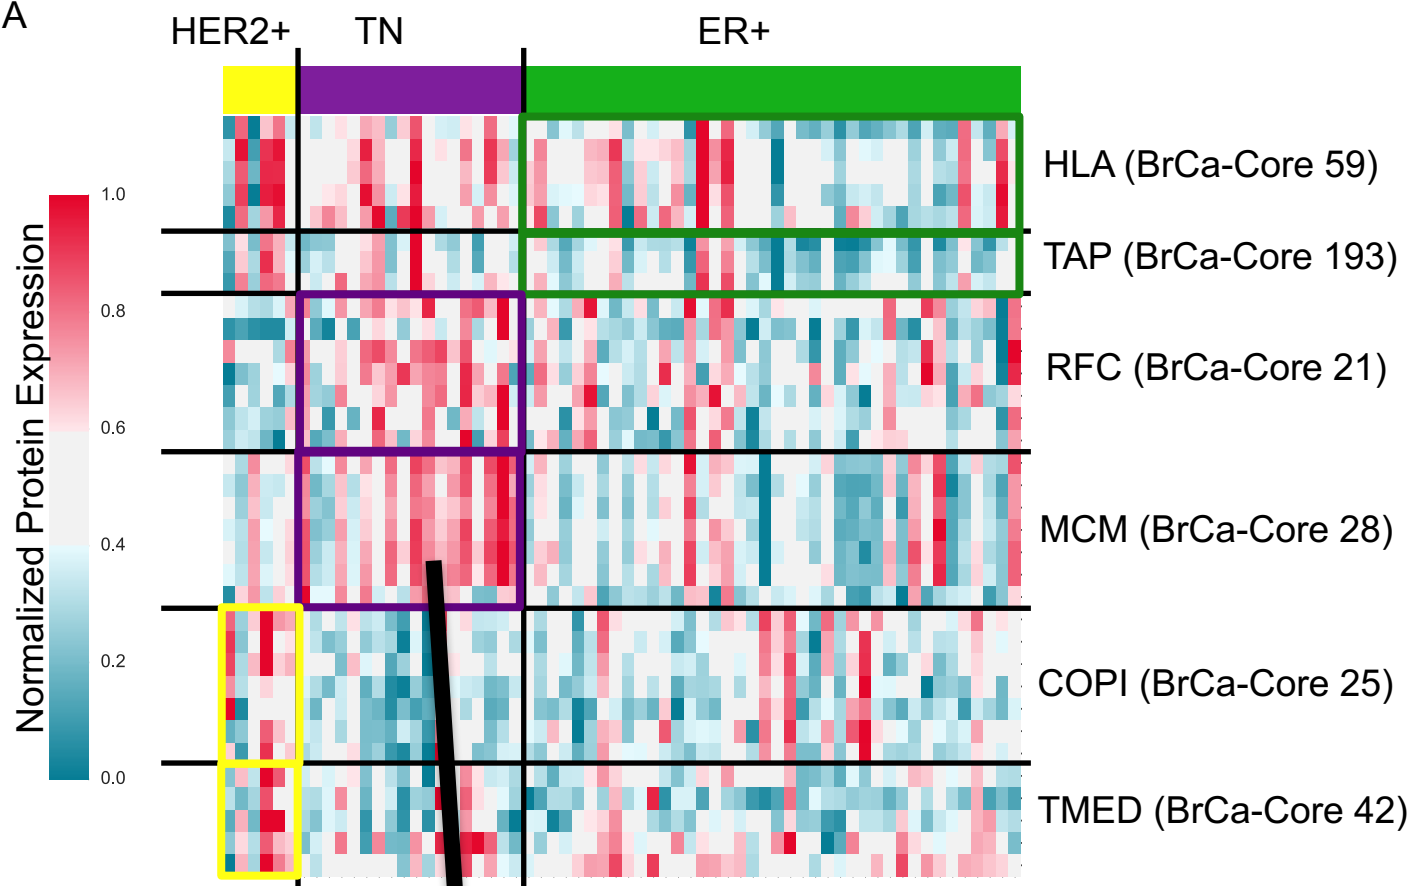 A
HER2+ TN ER+
HLA (BrCa-Core 59)
TAP (BrCa-Core 193)
RFC (BrCa-Core 21)
MCM (BrCa-Core 28)
COPI (BrCa-Core 25)
TMED (BrCa-Core 42)
Normalized Protein Expression
1.0
0.8
0.6
0.4
0.2
0.0